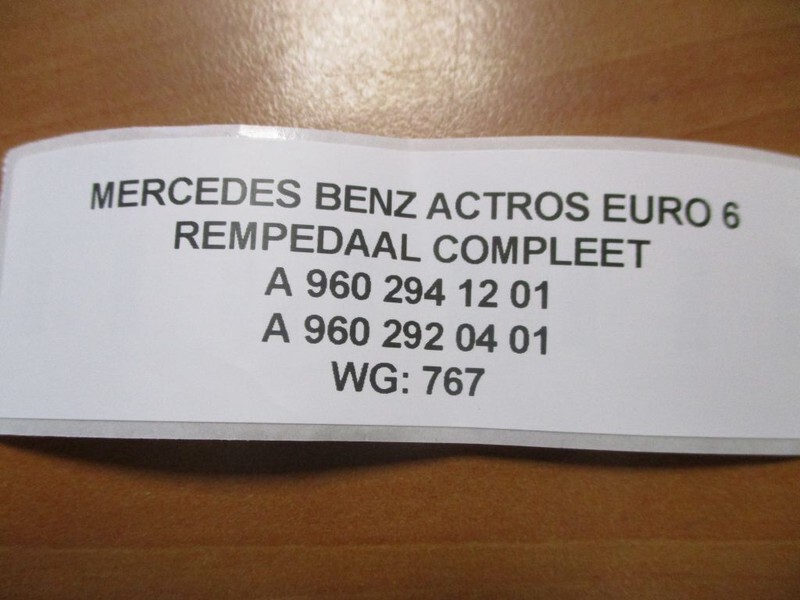 MERCEDES BENZ ACTROS EURO 6
REMPEDAAL COMPLEET
A 960 294 12 01
A 960 292 04 01
WG: 767